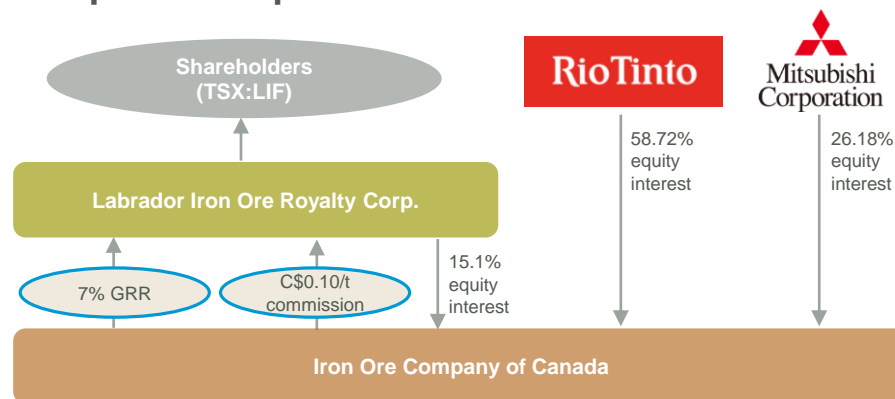 Shareholders
(TSX:LIF)
RioTinto
Mitsubishi
Corporation
58.72%
equity
interest
26.18%
equity
interest
Labrador Iron Ore Royalty Corp.
7% GRR
C$0.10/t
commission
15.1%
equity
interest
Iron Ore Company of Canada